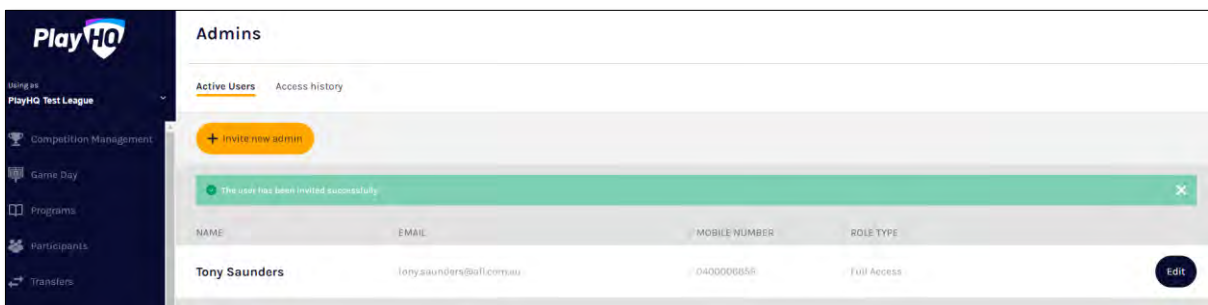 PlayHQ
Using as
PlayHQ Test League
Competition Management
Game Day
Programs
Participants
Transfers
Admins
Active Users Access history
+ Invite new admin
The user has been invited successfully
NAME EMAIL MOBILE NUMBER ROLE TYPE
Tony Saunders tony.saunders@afl.com.au Full Access Edit